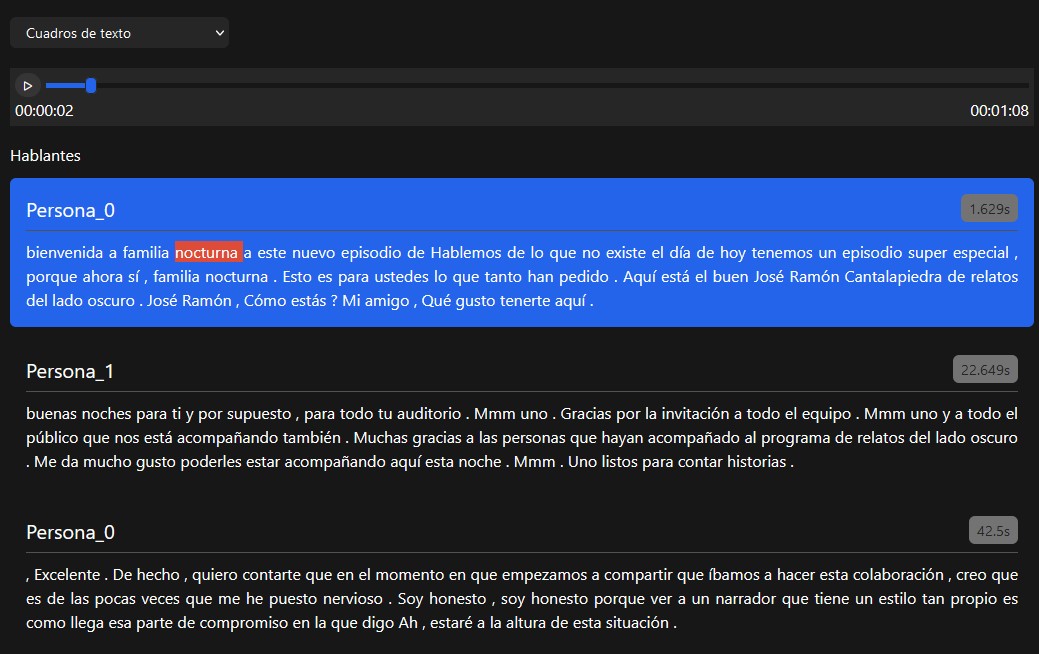 Cuadros de texto
00:00:02
00:01:08
Hablantes
Persona_0
1.629s
bienvenida a familia nocturna a este nuevo episodio de Hablemos de lo que no existe el día de hoy tenemos un episodio super especial ,
porque ahora sí , familia nocturna . Esto es para ustedes lo que tanto han pedido . Aquí está el buen José Ramón Cantalapiedra de relatos
del lado oscuro . José Ramón , Cómo estás ? Mi amigo , Qué gusto tenerte aquí .
Persona_1
22.649s
buenas noches para ti y por supuesto , para todo tu auditorio . Mmm uno . Gracias por la invitación a todo el equipo . Mmm uno y a todo el
público que nos está acompañando también . Muchas gracias a las personas que hayan acompañado al programa de relatos del lado oscuro
. Me da mucho gusto poderles estar acompañando aquí esta noche . Mmm . Uno listos para contar historias .
Persona_0
42.5s
, Excelente . De hecho , quiero contarte que en el momento en que empezamos a compartir que íbamos a hacer esta colaboración , creo que
es de las pocas veces que me he puesto nervioso . Soy honesto , soy honesto porque ver a un narrador que tiene un estilo tan propio es
como llega esa parte de compromiso en la que digo Ah , estaré a la altura de esta situación .